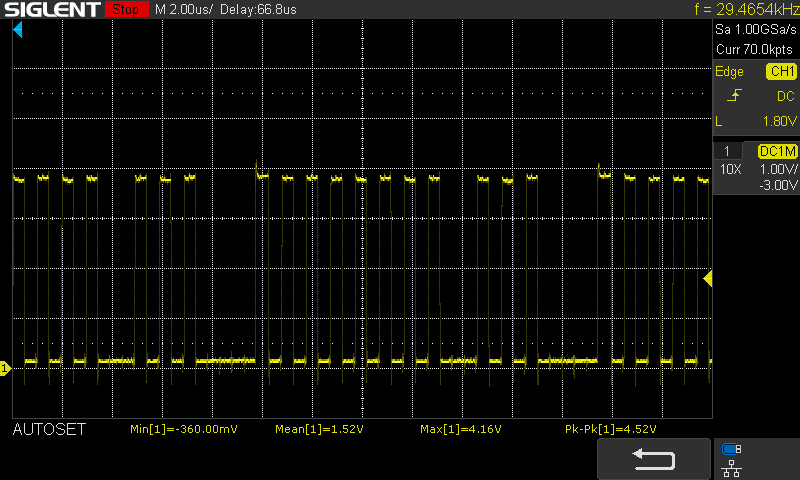 SIGLENT Stop M 2.00us/ Delay:66.8us f = 29.4654kHz
Sa 1.00GSa/s
Curr 70.0kpts
Edge CH1
DC
L 1.80V
1 DC1M
10X 1.00V/
-3.00V
1
AUTOSET Min[1]=-360.00mV Mean[1]=1.52V Max[1]=4.16V Pk-Pk[1]=4.52V